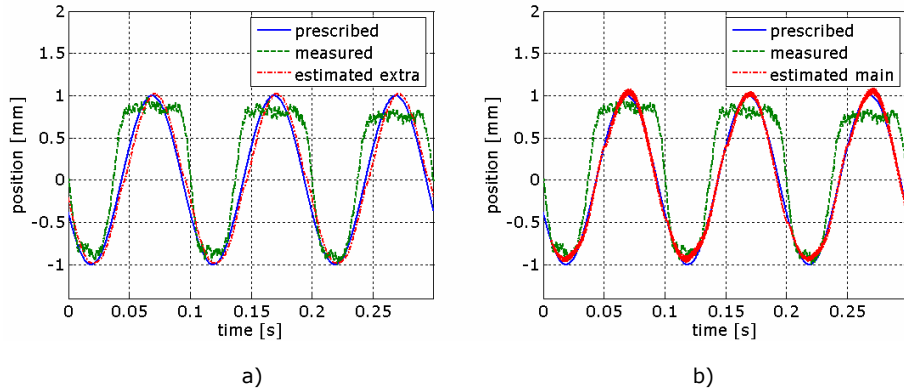 prescribed
measured
estimated extra
position [mm]
2
1.5
1
0.5
0
-0.5
-1
0
0.05
0.1
0.15
0.20
0.25
time [s]
a)
prescribed
measured
estimated main
position [mm]
2
1.5
1
0.5
0
-0.5
-1
0
0.05
0.1
0.15
0.20
0.25
time [s]
b)